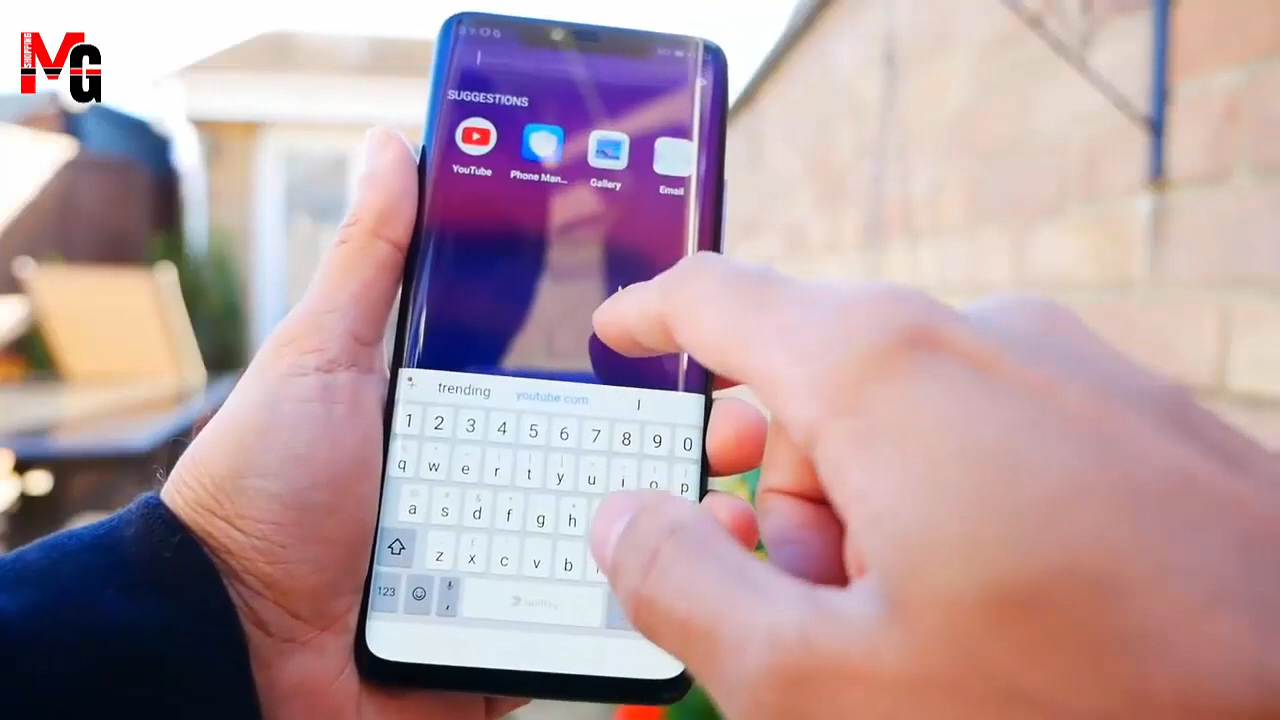 SHOPPING
MG
SUGGESTIONS
YouTube Phone Man... Gallery Email
trending youtube.com I
1 2 3 4 5 6 7 8 9 0
q w e r t y u i o p
a s d f g h
z x c v b
123 ,